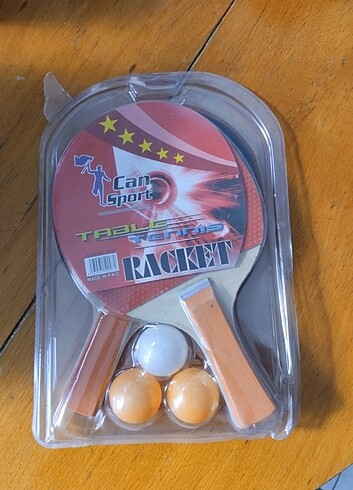 Can
Sport
TABLE
TENNIS
RACKET
MADE IN P.R.C